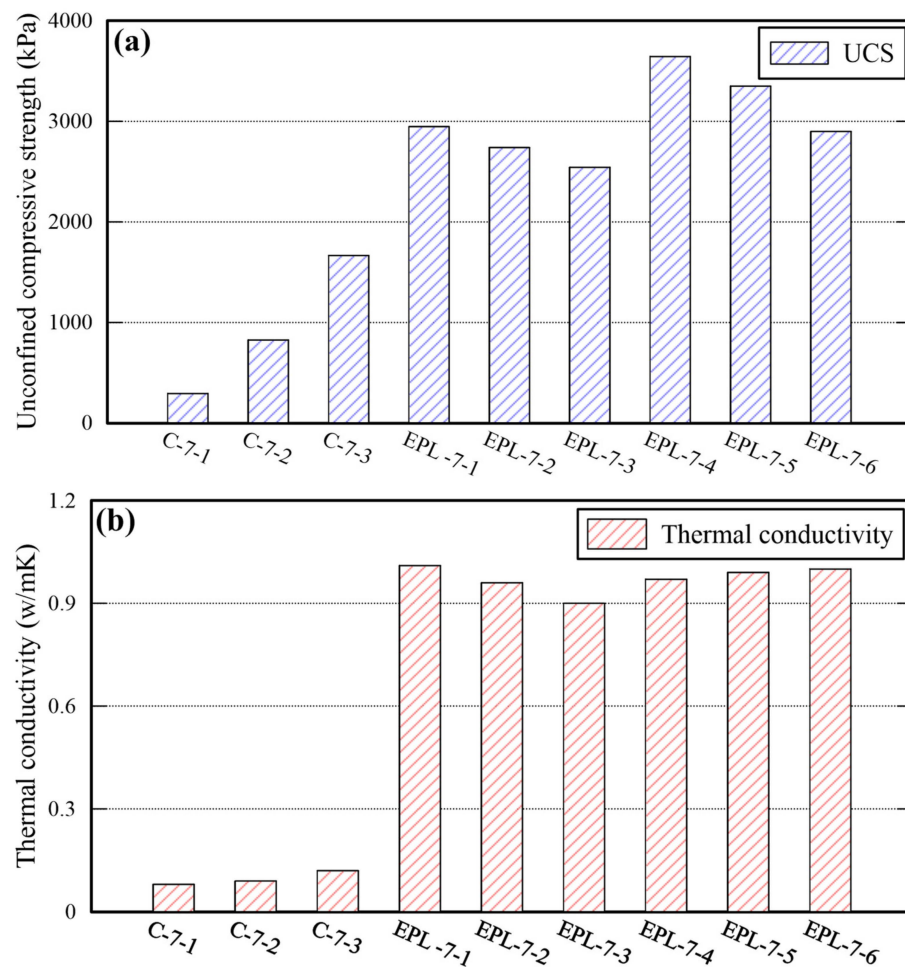 (a)
UCS
Unconfined compressive strength (kPa)
4000
3000
2000
1000
0
C-7-1
C-7-2
C-7-3
EPL -7-1
EPL-7-2
EPL-7-3
EPL-7-4
EPL-7-5
EPL-7-6
(b)
Thermal conductivity
Thermal conductivity (w/mK)
1.2
0.9
0.6
0.3
0
C-7-1
C-7-2
C-7-3
EPL -7-1
EPL-7-2
EPL-7-3
EPL-7-4
EPL-7-5
EPL-7-6